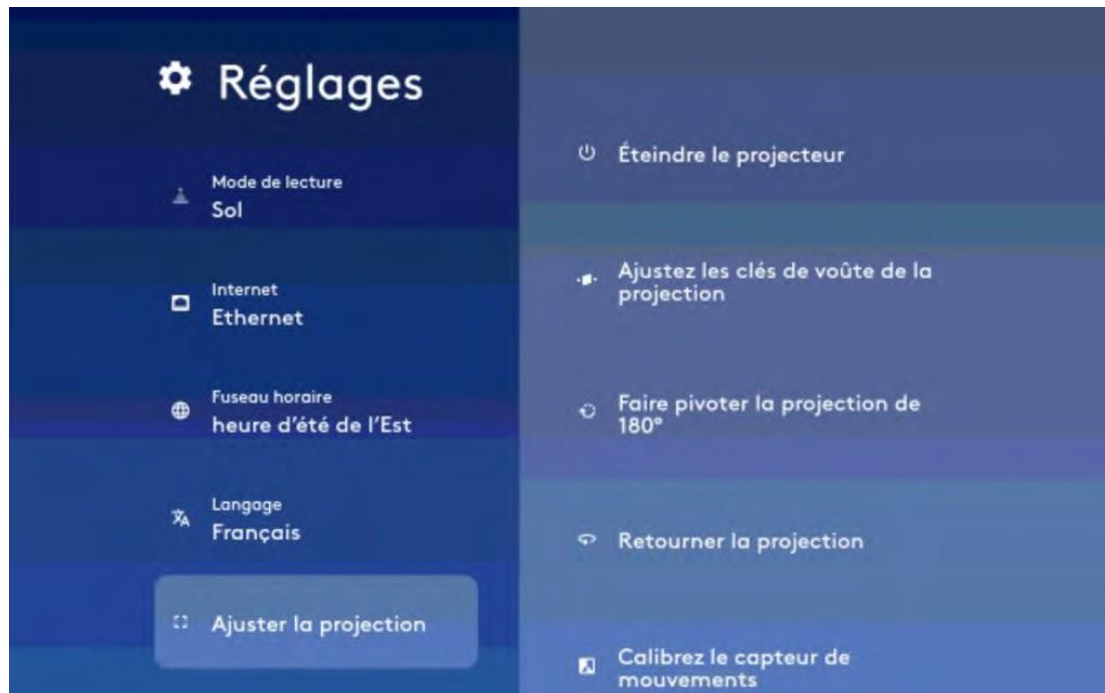 Réglages
Mode de lecture
Sol
Internet
Ethernet
Fuseau horaire
heure d'été de l'Est
Langage
Français
Ajuster la projection
Éteindre le projecteur
Ajustez les clés de voûte de la
projection
Faire pivoter la projection de
180°
Retourner la projection
Calibrez le capteur de
mouvements